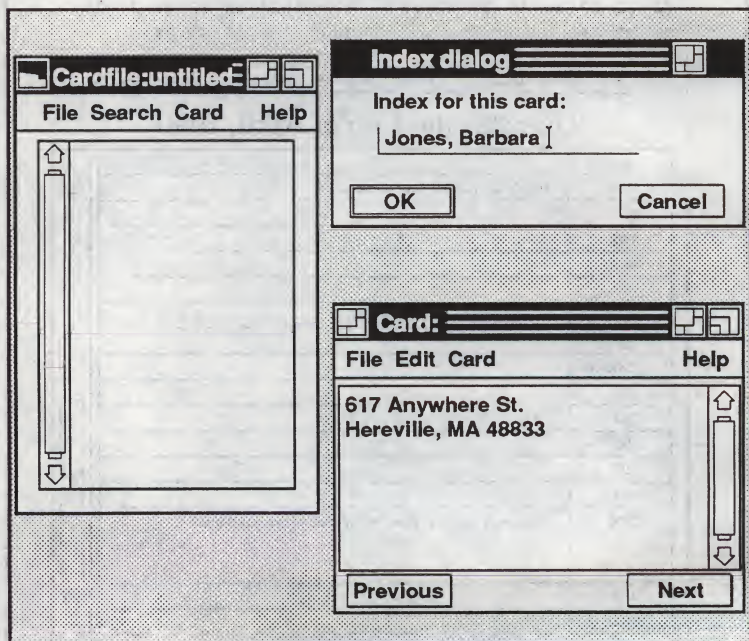 Cardfile:untitled
File Search Card Help
Index dialog
Index for this card:
Jones, Barbara
OK Cancel
Card:
File Edit Card Help
617 Anywhere St.
Hereville, MA 48833
Previous Next